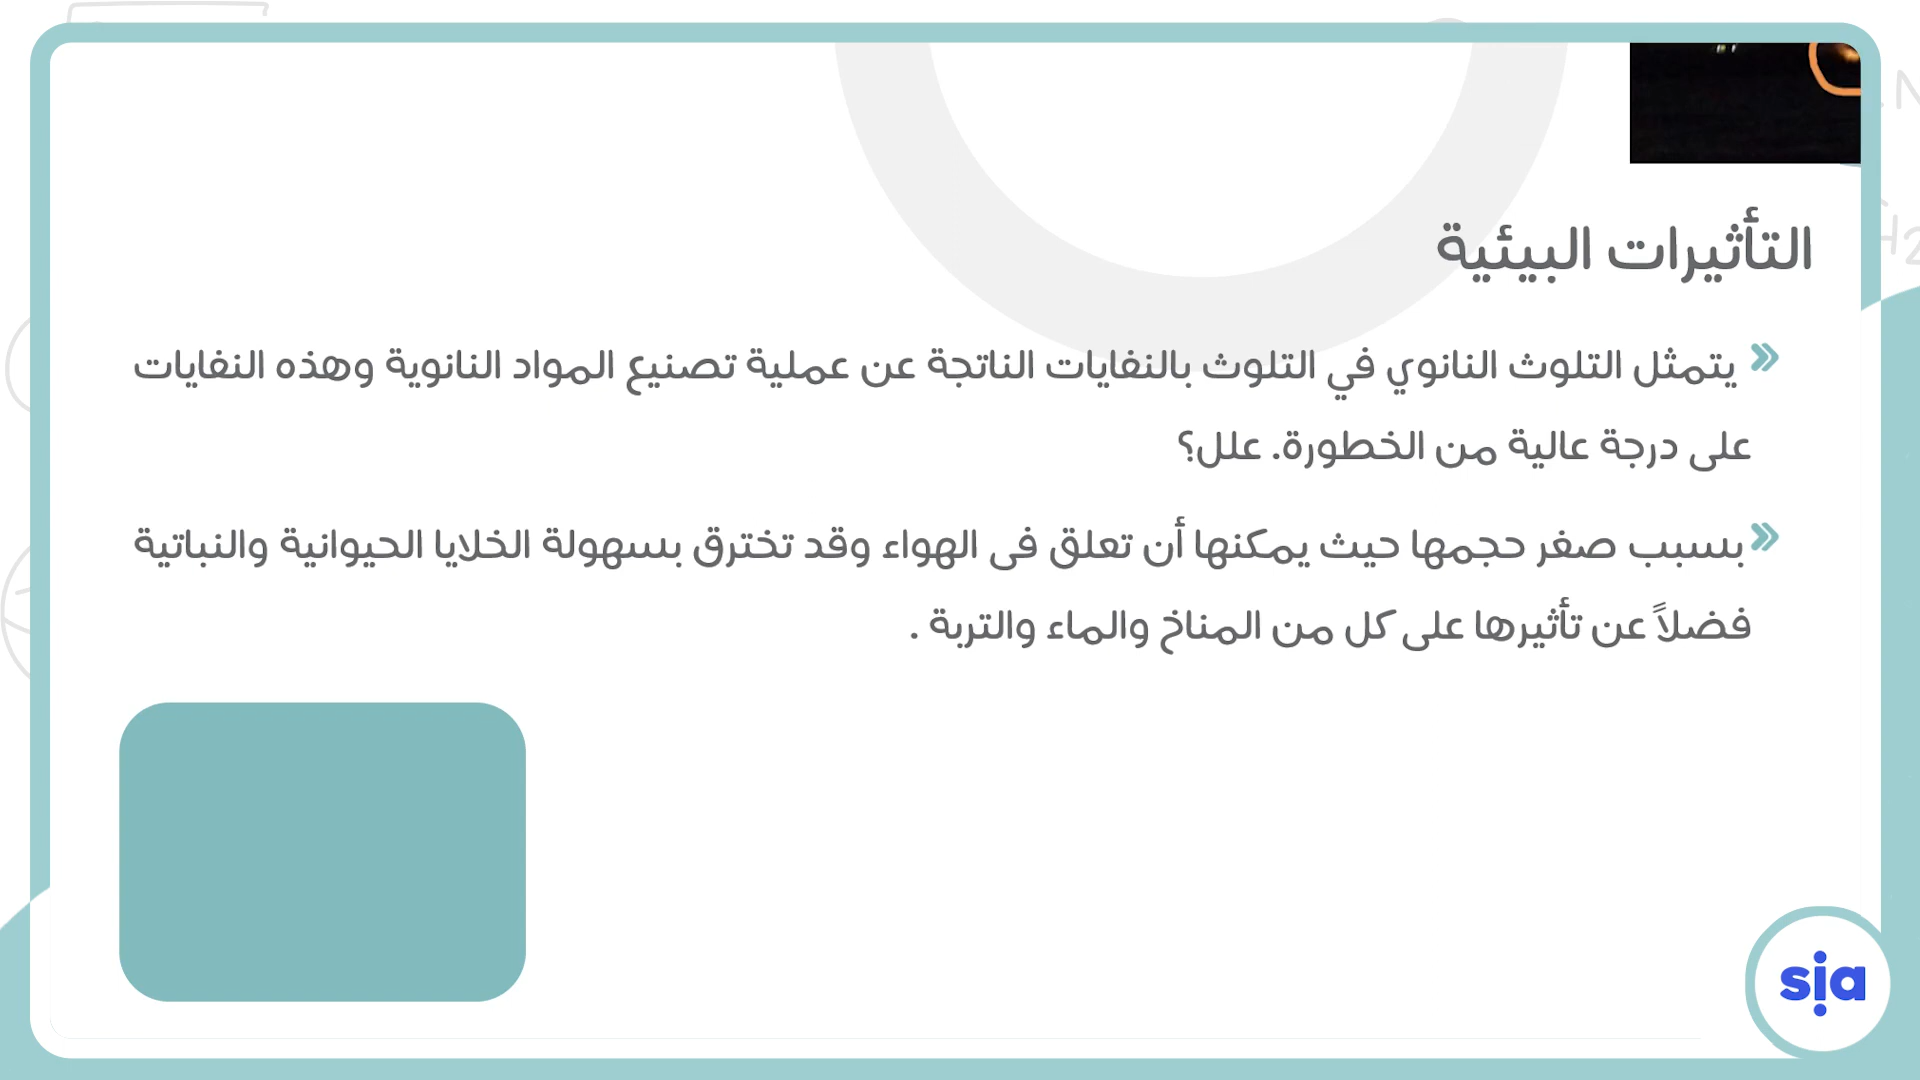 التأثيرات البيئية
يتمثل التلوث النانوي في التلوث بالنفايات الناتجة عن عملية تصنيع المواد النانوية وهذه النفايات
على درجة عالية من الخطورة. علل؟
بسبب صغر حجمها حيث يمكنها أن تعلق فى الهواء وقد تخترق بسهولة الخلايا الحيوانية والنباتية
فضلاً عن تأثيرها على كل من المناخ والماء والتربة .
sia